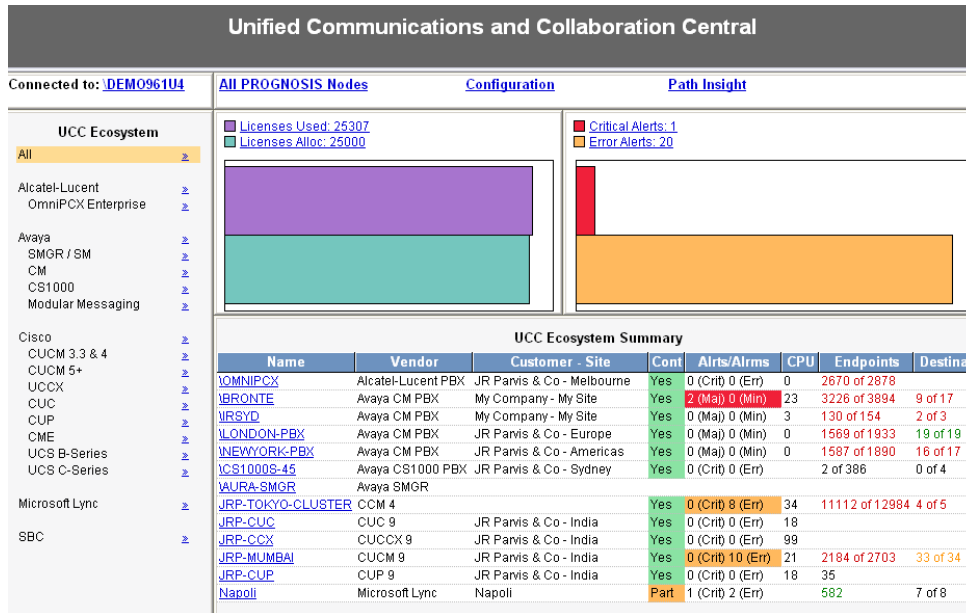 Unified Communications and Collaboration Central
Connected to: \DEMO961U4
All PROGNOSIS Nodes Configuration Path Insight
UCC Ecosystem
All »
Alcatel-Lucent »
OmniPCX Enterprise »
Avaya »
SMGR / SM »
CM »
CS1000 »
Modular Messaging »
Cisco »
CUCM 3.3 & 4 »
CUCM 5+ »
UCCX »
CUC »
CUP »
CME »
UCS B-Series »
UCS C-Series »
Microsoft Lync »
SBC »
Licenses Used: 25307
Licenses Alloc: 25000
Critical Alerts: 1
Error Alerts: 20
UCC Ecosystem Summary
Name Vendor Customer - Site Cont Alrts/Alrms CPU Endpoints Destina
\OMNIPCX Alcatel-Lucent PBX JR Parvis & Co - Melbourne Yes 0 (Crit) 0 (Err) 0 2670 of 2878
\BRONTE Avaya CM PBX My Company - My Site Yes 2 (Maj) 0 (Min) 23 3226 of 3894 9 of 17
\IRSYD Avaya CM PBX My Company - My Site Yes 0 (Maj) 0 (Min) 3 130 of 154 2 of 3
\LONDON-PBX Avaya CM PBX JR Parvis & Co - Europe Yes 0 (Maj) 0 (Min) 0 1569 of 1933 19 of 19
\NEWYORK-PBX Avaya CM PBX JR Parvis & Co - Americas Yes 0 (Maj) 0 (Min) 0 1587 of 1890 16 of 17
\CS1000S-45 Avaya CS1000 PBX JR Parvis & Co - Sydney Yes 0 (Crit) 0 (Err) 2 of 386 0 of 4
\AURA-SMGR Avaya SMGR
JRP-TOKYO-CLUSTER CCM 4 Yes 0 (Crit) 8 (Err) 34 11112 of 12984 4 of 5
JRP-CUC CUC 9 JR Parvis & Co - India Yes 0 (Crit) 0 (Err) 18
JRP-CCX CUCCX 9 JR Parvis & Co - India Yes 0 (Crit) 0 (Err) 99
JRP-MUMBAI CUCM 9 JR Parvis & Co - India Yes 0 (Crit) 10 (Err) 21 2184 of 2703 33 of 34
JRP-CUP CUP 9 JR Parvis & Co - India Yes 0 (Crit) 0 (Err) 18 35
Napoli Microsoft Lync Napoli Part 1 (Crit) 2 (Err) 582 7 of 8